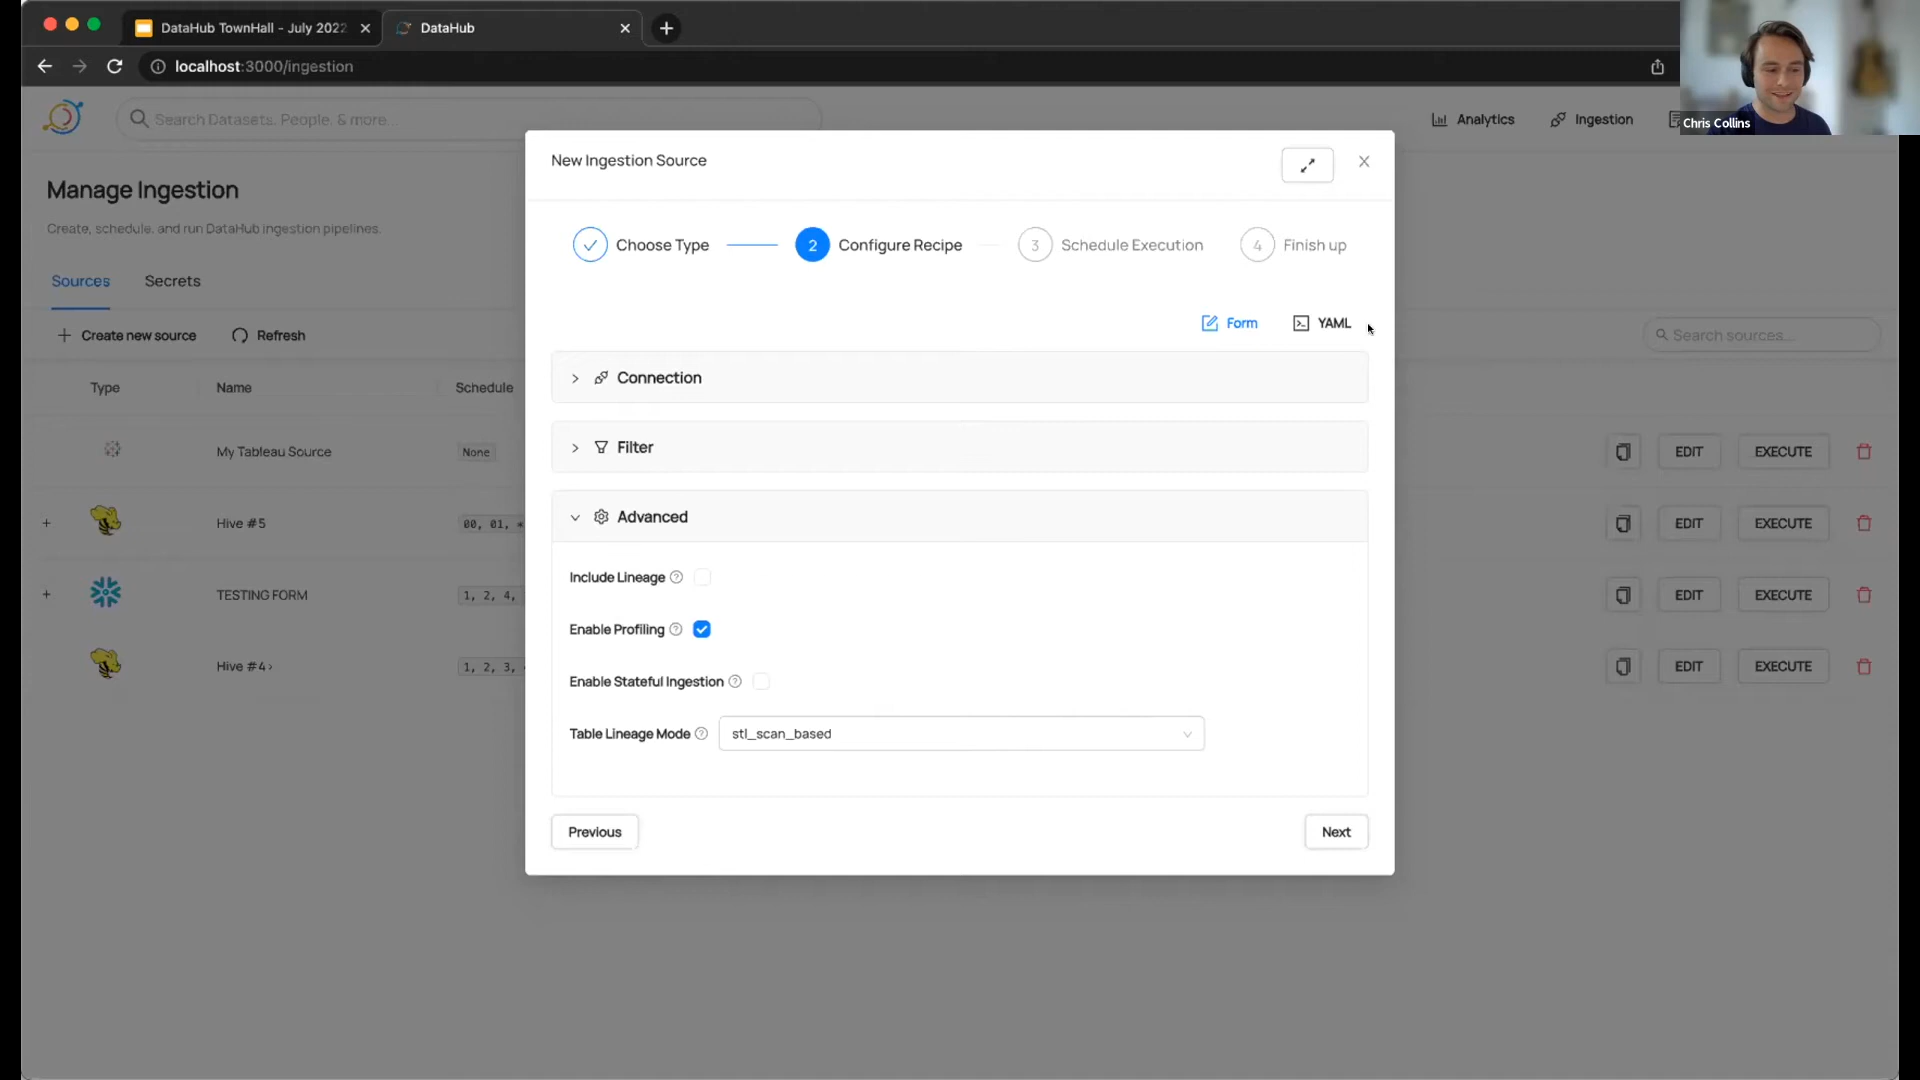 DataHub TownHall - July 2022
DataHub
localhost:3000/ingestion
Chris Collins
Search Datasets, People, & more...
Analytics
Ingestion
Manage Ingestion
Create, schedule, and run DataHub ingestion pipelines.
Sources
Secrets
Create new source
Refresh
Search sources...
Type
Name
Schedule
My Tableau Source
None
EDIT
EXECUTE
Hive #5
00, 01, *
EDIT
EXECUTE
TESTING FORM
1, 2, 4,
EDIT
EXECUTE
Hive #4>
1, 2, 3,
EDIT
EXECUTE
New Ingestion Source
Choose Type
2 Configure Recipe
3 Schedule Execution
4 Finish up
Form
YAML
Connection
Filter
Advanced
Include Lineage
Enable Profiling
Enable Stateful Ingestion
Table Lineage Mode
stl_scan_based
Previous
Next